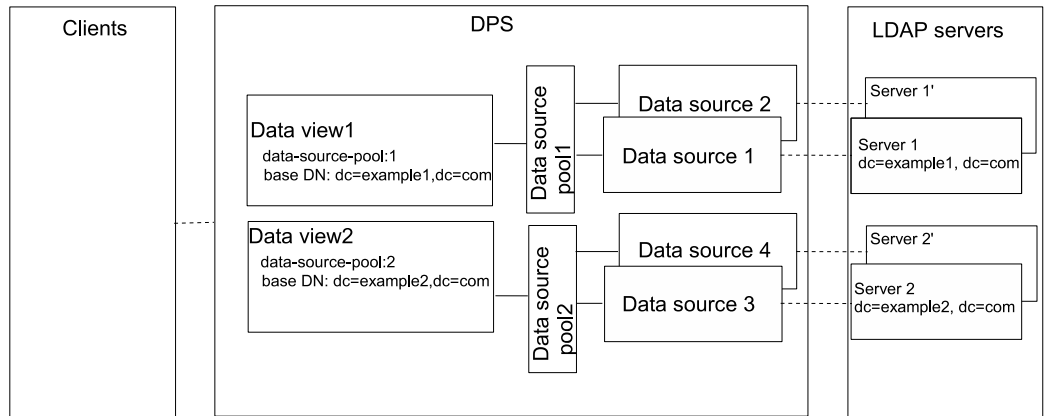 Clients
DPS
LDAP servers
Data view1
data-source-pool:1
base DN: dc=example1,dc=com
Data source
pool1
Data source 2
Data source 1
Server 1'
Server 1
dc=example1, dc=com
Data view2
data-source-pool:2
base DN: dc=example2,dc=com
Data source
pool2
Data source 4
Data source 3
Server 2'
Server 2
dc=example2, dc=com